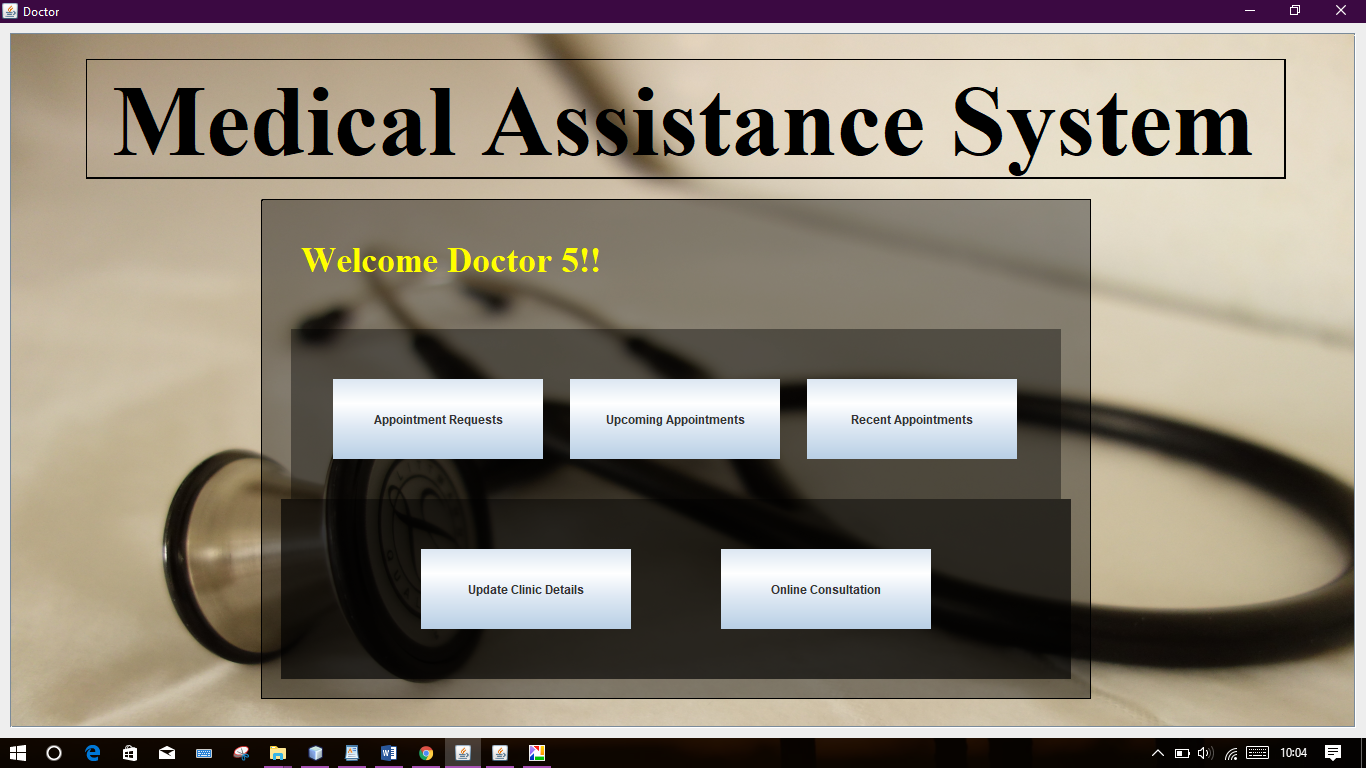 Doctor
Medical Assistance System
Welcome Doctor 5!!
Appointment Requests
Upcoming Appointments
Recent Appointments
Update Clinic Details
Online Consultation
10:04